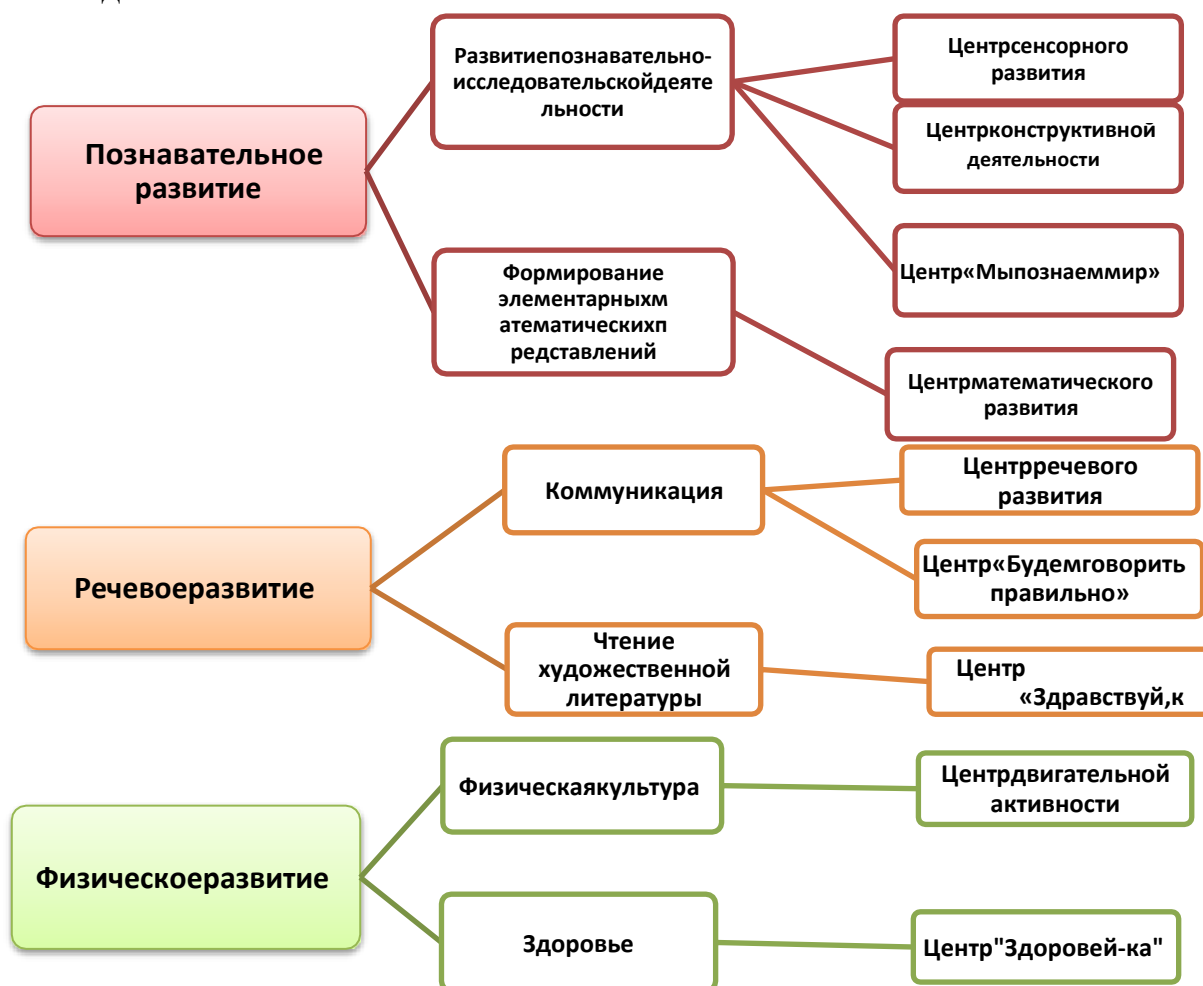 Познавательное
развитие
Развитиепознавательно-
исследовательскойдеяте
льности
Центрсенсорного
развития
Центрконструктивной
деятельности
Центр«Мыпознаеммир»
Формирование
элементарныхм
атематическихп
редставлений
Центрматематического
развития
Речевоеразвитие
Коммуникация
Центрречевого
развития
Центр«Будемговорить
правильно»
Чтение
художественной
литературы
Центр
«Здравствуй,к
Физическоеразвитие
Физическаякультура
Центрдвигательной
активности
Здоровье
Центр"Здоровей-ка"